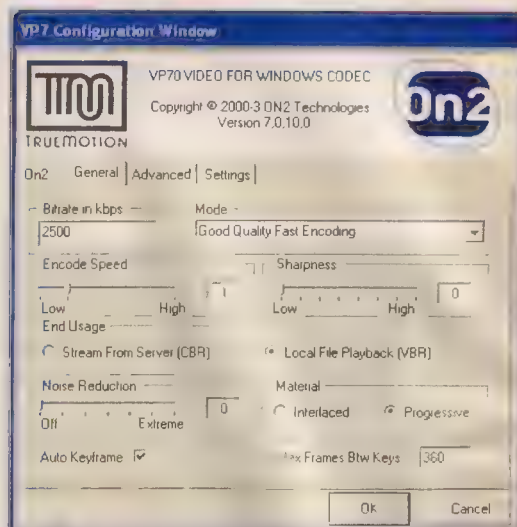 VP7 Configuration Window
TM
TRUEMOTION
VP70 VIDEO FOR WINDOWS CODEC
Copyright © 2000-3 ON2 Technologies
Version 7,0,10,0
On2
On2 General Advanced Settings
Bitrate in kbps
2500
Mode
Good Quality Fast Encoding
Encode Speed
Low High
Sharpness
Low High
0
End Usage
Stream From Server (CBR)
Local File Playback (VBR)
Noise Reduction
Off Extreme
0
Material
Interlaced
Progressive
Auto Keyframe
Frames Btw Keys
360
Ok
Cancel